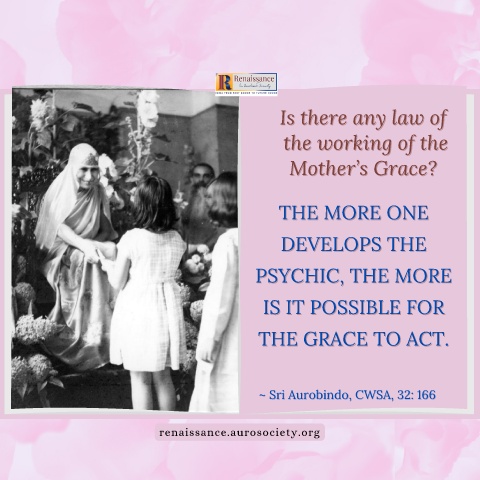 Renaissance
Is there any law of
the working of the
Mother's Grace?
THE MORE ONE
DEVELOPS THE
PSYCHIC, THE MORE
IS IT POSSIBLE FOR
THE GRACE TO ACT.
~ Sri Aurobindo, CWSA, 32: 166
renaissance.aurosociety.org